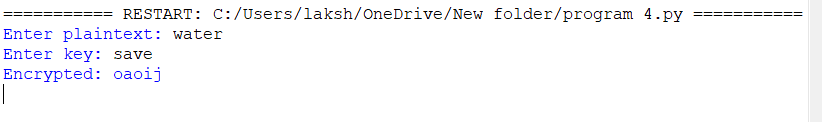 =========== RESTART: C:/Users/laksh/OneDrive/New folder/program 4.py ===========
Enter plaintext: water
Enter key: save
Encrypted: oaoij